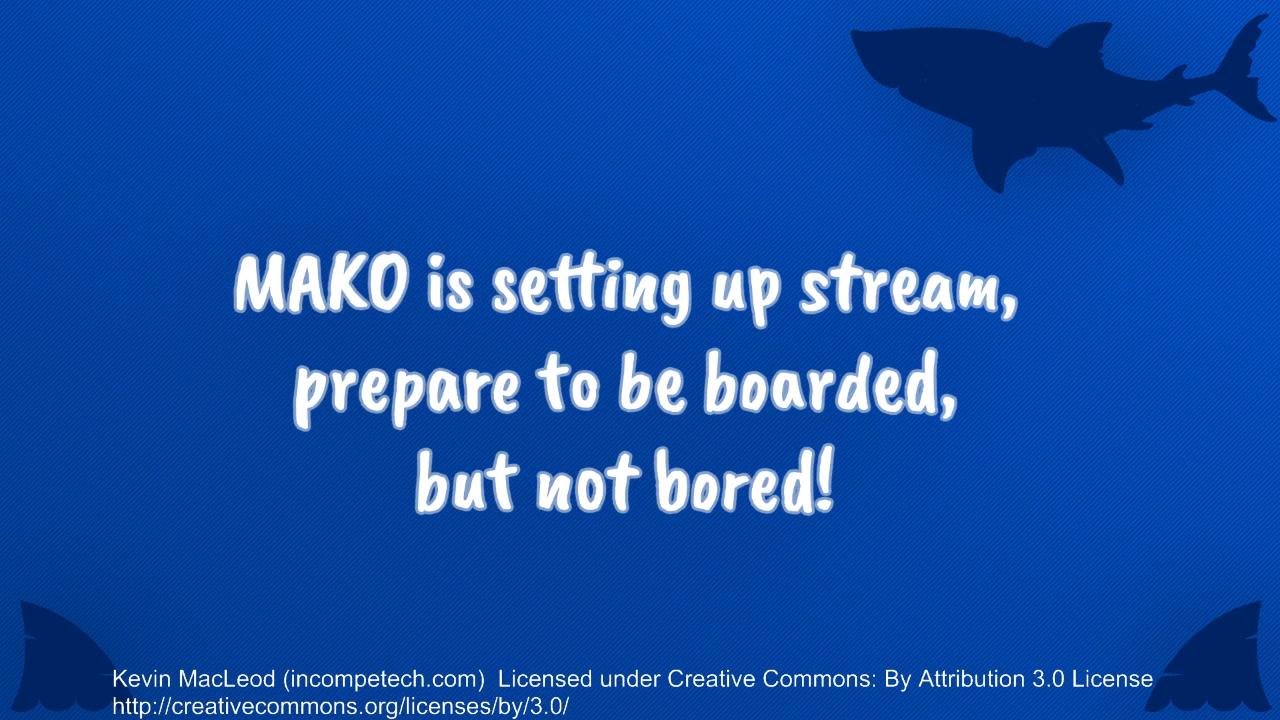 MAKO is setting up stream,
prepare to be boarded,
but not bored!
Kevin MacLeod (incompetech.com)  Licensed under Creative Commons: By Attribution 3.0 License
http://creativecommons.org/licenses/by/3.0/